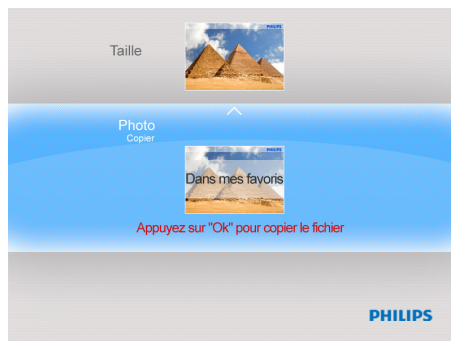 PHILIPS
Taille
Photo
Copier
PHILIPS
Dans mes favoris
Appuyez sur "Ok" pour copier le fichier
PHILIPS